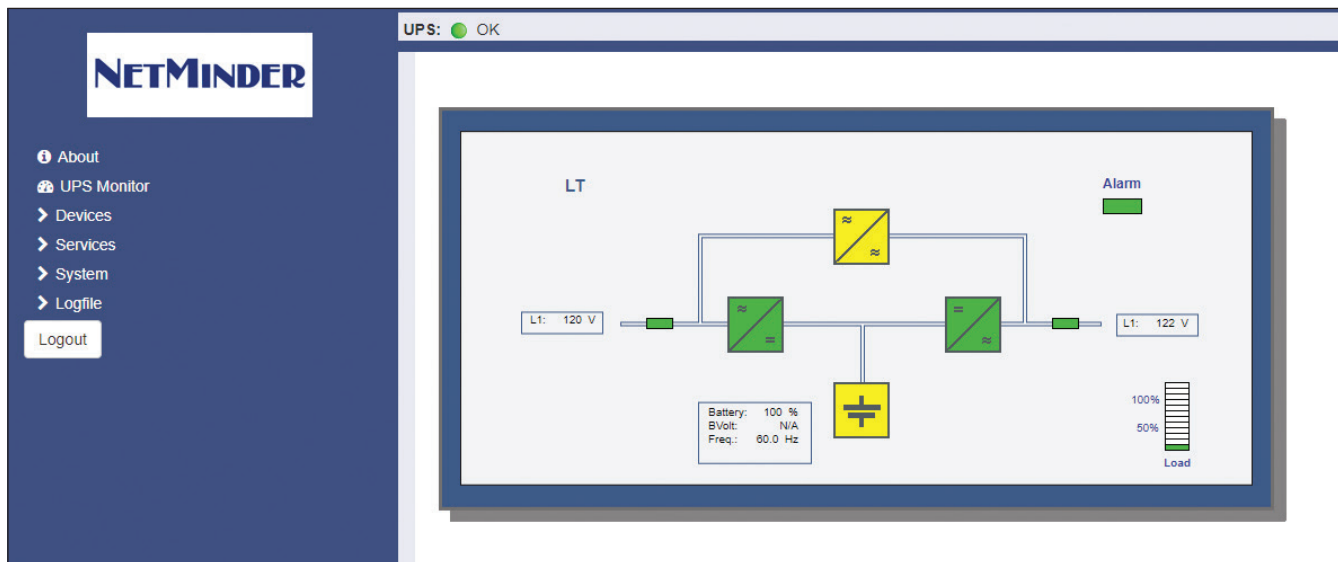 UPS: OK
NETMINDER
About
UPS Monitor
Devices
Services
System
Logfile
Logout
LT
Alarm
L1: 120 V
L1: 122 V
Battery: 100 %
BVolt: N/A
Freq.: 60.0 Hz
100%
50%
Load